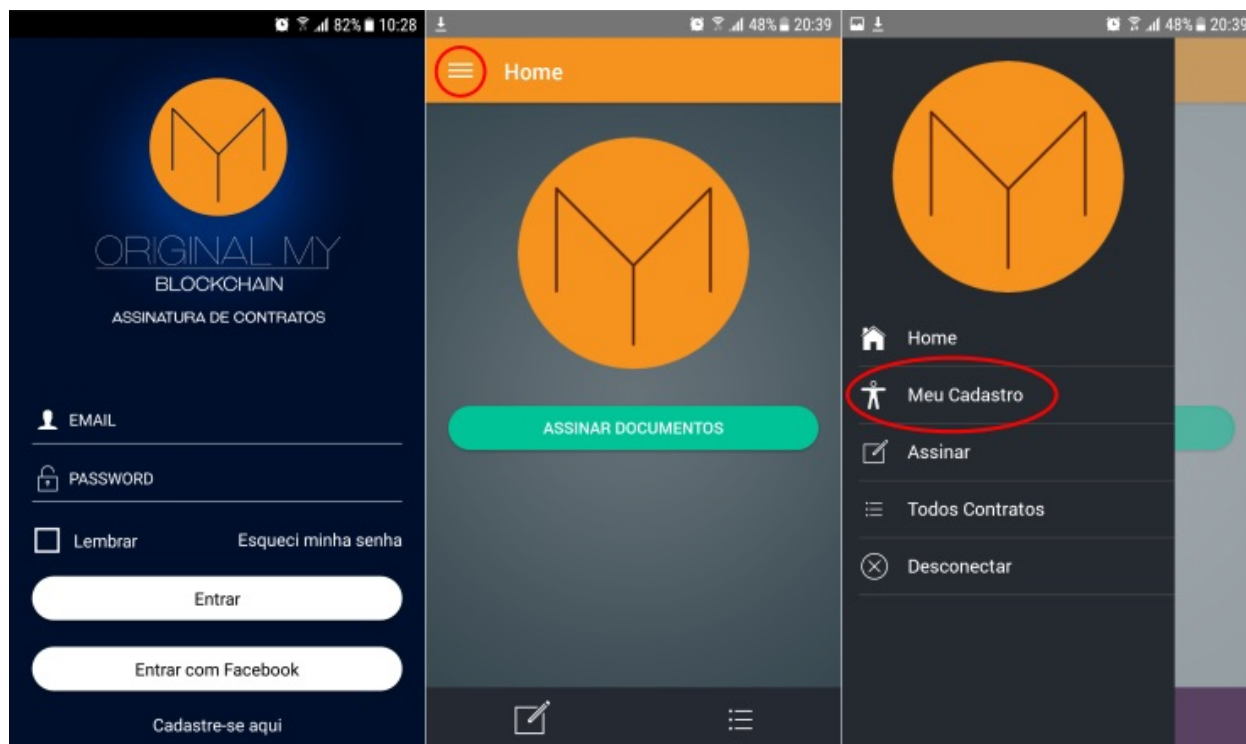 82% 10:28
ORIGINAL MY
BLOCKCHAIN
ASSINATURA DE CONTRATOS
EMAIL
PASSWORD
Lembrar
Esqueci minha senha
Entrar
Entrar com Facebook
Cadastre-se aqui
48% 20:39
Home
ASSINAR DOCUMENTOS
48% 20:39
Home
Meu Cadastro
Assinar
Todos Contratos
Desconectar